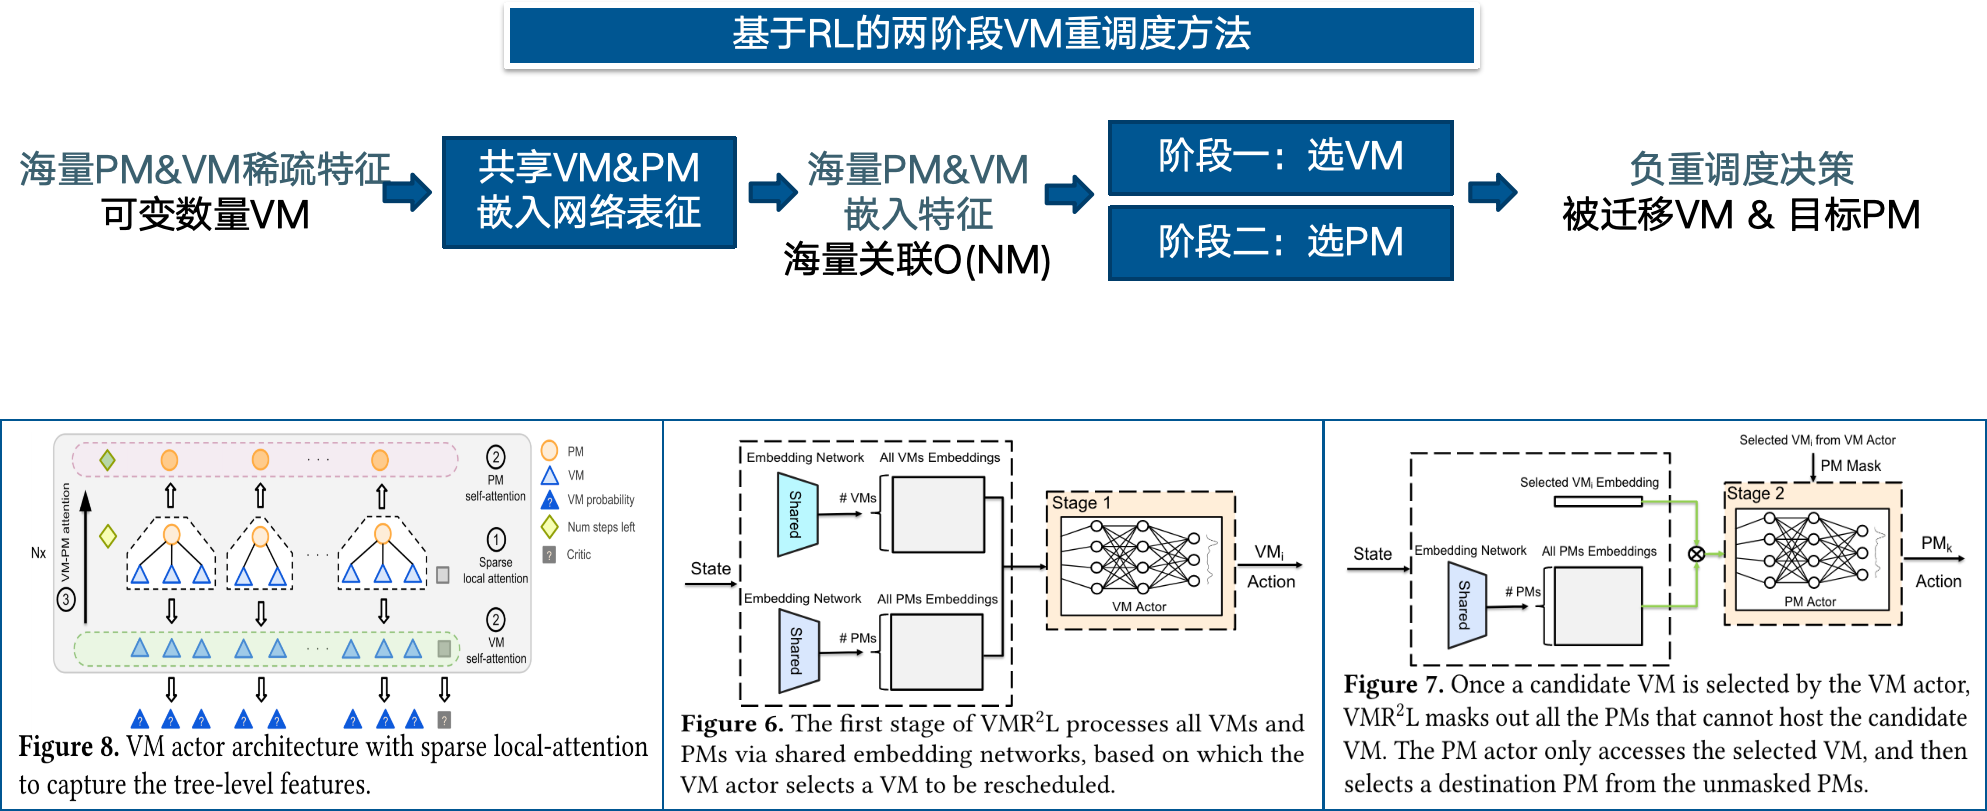 基于RL的两阶段VM重调度方法
海量PM&VM稀疏特征
可变数量VM
共享VM&PM
嵌入网络表征
海量PM&VM
嵌入特征
海量关联O(NM)
阶段一：选VM
阶段二：选PM
负重调度决策
被迁移VM & 目标PM
Nx
③ VM-PM attention
· · ·
②
PM
self-attention
· · ·
①
Sparse
local attention
· · ·
②
VM
self-attention
PM
VM
? VM probability
Num steps left
? Critic
? ? ? ? ? ? ? ? ?
Figure 8. VM actor architecture with sparse local-attention
to capture the tree-level features.
State
Embedding Network
Shared
# VMs
All VMs Embeddings
Embedding Network
Shared
# PMs
All PMs Embeddings
Stage 1
VM Actor
VMi
Action
Figure 6. The first stage of VMR²L processes all VMs and
PMs via shared embedding networks, based on which the
VM actor selects a VM to be rescheduled.
Selected VMi from VM Actor
PM Mask
Selected VMi Embedding
State
Embedding Network
Shared
# PMs
All PMs Embeddings
Stage 2
PM Actor
PMk
Action
Figure 7. Once a candidate VM is selected by the VM actor,
VMR²L masks out all the PMs that cannot host the candidate
VM. The PM actor only accesses the selected VM, and then
selects a destination PM from the unmasked PMs.